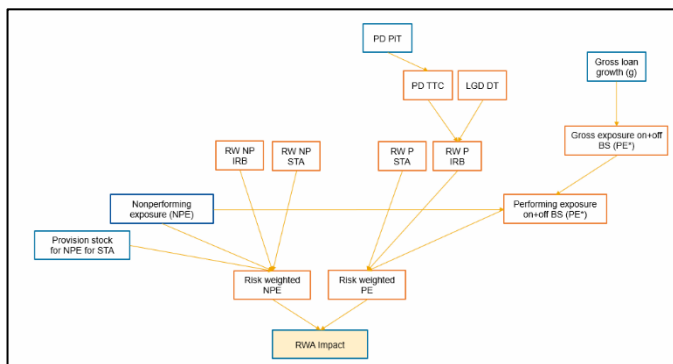 PD PiT
Gross loan
growth (g)
PD TTC
LGD DT
Gross exposure on+off
BS (PE*)
RW NP
IRB
RW NP
STA
RW P
STA
RW P
IRB
Nonperforming
exposure (NPE)
Performing exposure
on+off BS (PE*)
Provision stock
for NPE for STA
Risk weighted
NPE
Risk weighted
PE
RWA Impact